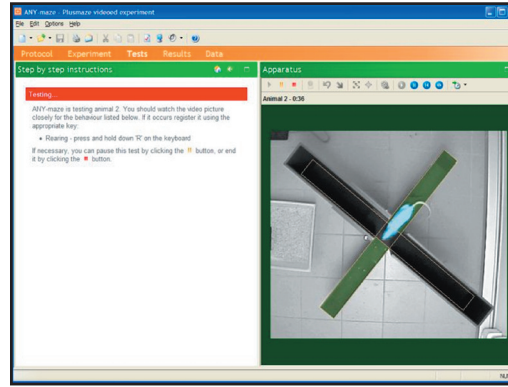 ANY-maze - Plusmaze videoed experiment
File Edit Options Help
Protocol Experiment Tests Results Data
Step by step instructions
Apparatus
Testing...
Animal 2 - 0:36
ANY-maze is testing animal 2. You should watch the video picture
closely for the behaviour listed below. If it occurs register it using the
appropriate key:
• Rearing - press and hold down 'R' on the keyboard
If necessary, you can pause this test by clicking the button, or end
it by clicking the button.